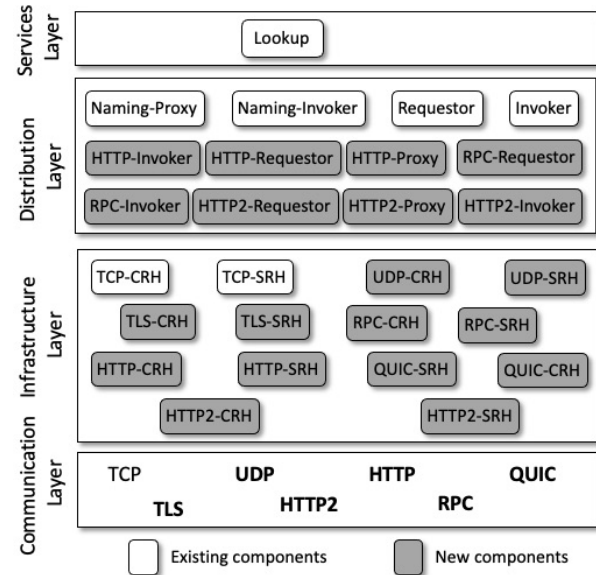 Services Layer
Lookup
Distribution Layer
Naming-Proxy Naming-Invoker Requestor Invoker
HTTP-Invoker HTTP-Requestor HTTP-Proxy RPC-Requestor
RPC-Invoker HTTP2-Requestor HTTP2-Proxy HTTP2-Invoker
Infrastructure Layer
TCP-CRH TCP-SRH UDP-CRH UDP-SRH
TLS-CRH TLS-SRH RPC-CRH RPC-SRH
HTTP-CRH HTTP-SRH QUIC-SRH QUIC-CRH
HTTP2-CRH HTTP2-SRH
Communication Layer
TCP UDP HTTP QUIC
TLS HTTP2 RPC
Existing components New components